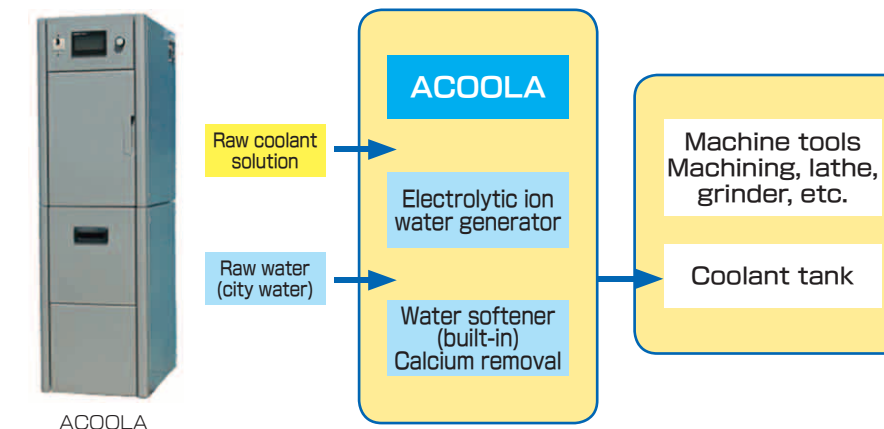 ACOOLA
Raw coolant
solution
Raw water
(city water)
ACOOLA
Electrolytic ion
water generator
Water softener
(built-in)
Calcium removal
Machine tools
Machining, lathe,
grinder, etc.
Coolant tank